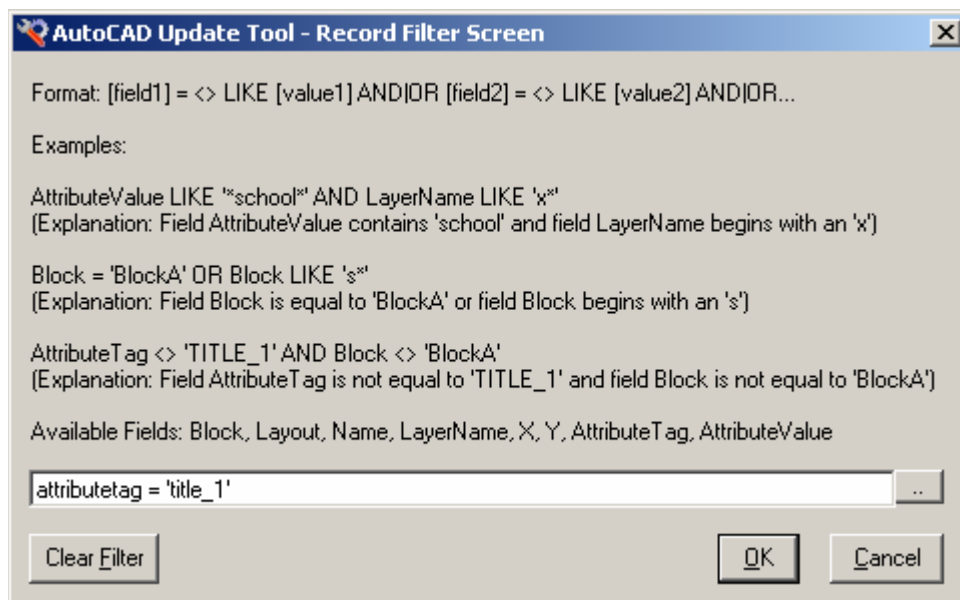 AutoCAD Update Tool - Record Filter Screen
Format: [field1] = <> LIKE [value1] AND|OR [field2] = <> LIKE [value2] AND|OR...
Examples:
AttributeValue LIKE '*school*' AND LayerName LIKE 'x*'
(Explanation: Field AttributeValue contains 'school' and field LayerName begins with an 'x')
Block = 'BlockA' OR Block LIKE 's*'
(Explanation: Field Block is equal to 'BlockA' or field Block begins with an 's')
AttributeTag <> 'TITLE_1' AND Block <> 'BlockA'
(Explanation: Field AttributeTag is not equal to 'TITLE_1' and field Block is not equal to 'BlockA')
Available Fields: Block, Layout, Name, LayerName, X, Y, AttributeTag, AttributeValue
attributetag = 'title_1' ..
Clear Filter OK Cancel